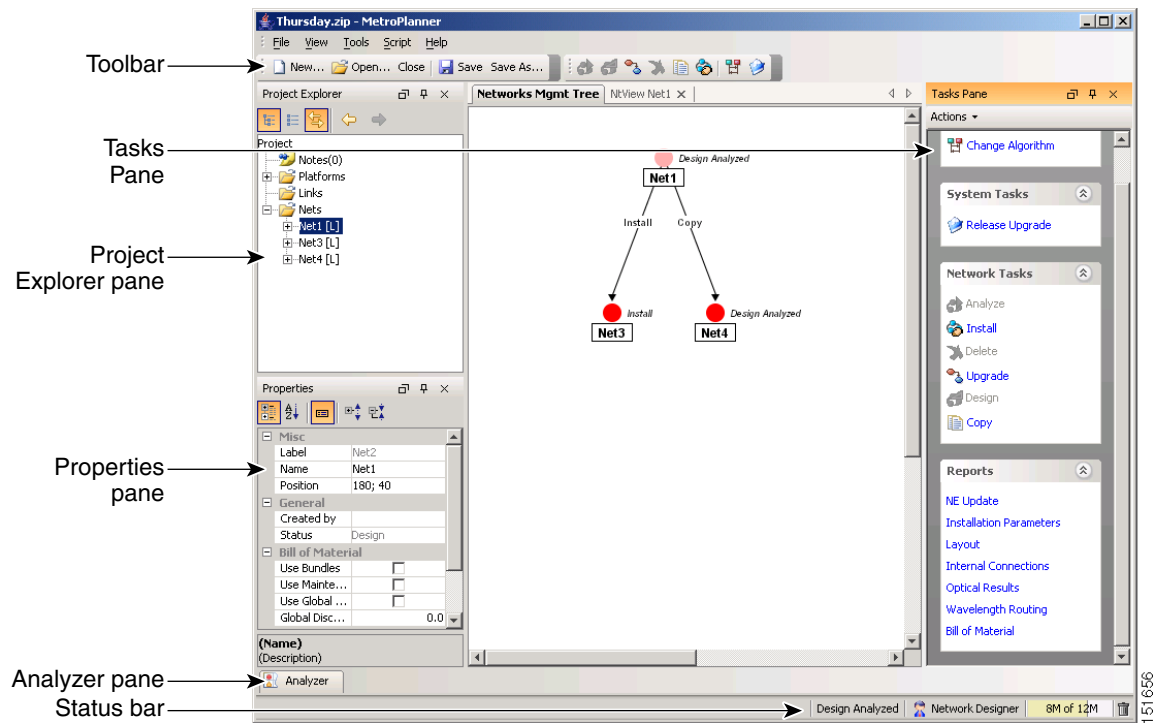 Thursday.zip - MetroPlanner
File View Tools Script Help
Toolbar
New... Open... Close Save Save As...
Project Explorer
Networks Mgmt Tree NtView Net1
Tasks Pane
Actions
Tasks
Pane
Project
Notes(0)
Platforms
Links
Nets
Net1 [L]
Net3 [L]
Net4 [L]
Project
Explorer pane
Design Analyzed
Net1
Install
Copy
Install
Net3
Design Analyzed
Net4
Change Algorithm
System Tasks
Release Upgrade
Network Tasks
Analyze
Install
Delete
Upgrade
Design
Copy
Reports
NE Update
Installation Parameters
Layout
Internal Connections
Optical Results
Wavelength Routing
Bill of Material
Properties
Properties
pane
Misc
Label Net2
Name Net1
Position 180; 40
General
Created by
Status Design
Bill of Material
Use Bundles
Use Mainte...
Use Global ...
Global Disc... 0.0
(Name)
(Description)
Analyzer pane
Analyzer
Status bar
Design Analyzed Network Designer 8M of 12M
151656